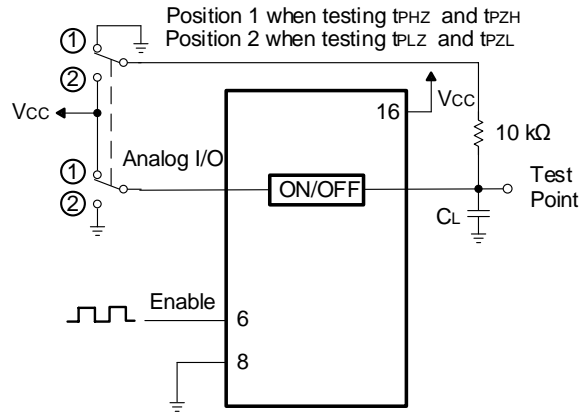 Position 1 when testing tPHZ and tPZH
Position 2 when testing tPLZ and tPZL
①
②
VCC
①
②
Analog I/O
ON/OFF
16
VCC
10 kΩ
Test
Point
CL
Enable
6
8